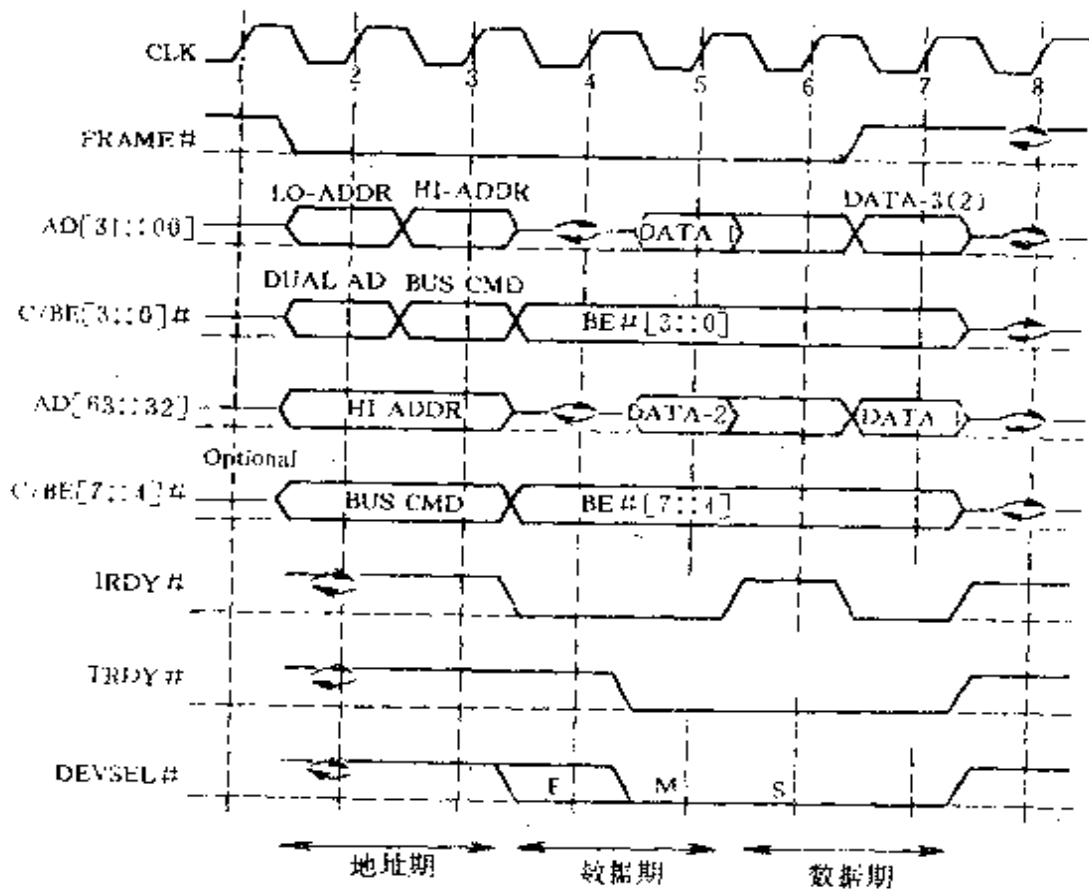 CLK
1 2 3 4 5 6 7 8
FRAME#
LO-ADDR HI-ADDR DATA-3(2)
AD[31::00] DATA 1
DUAL AD BUS CMD
C/BE[3::0]# BE#[3::0]
AD[63::32] HI ADDR DATA-2 DATA
Optional
C/BE[7::4]# BUS CMD BE#[7::4]
IRDY#
TRDY#
DEVSEL# F M S
地址期 数据期 数据期